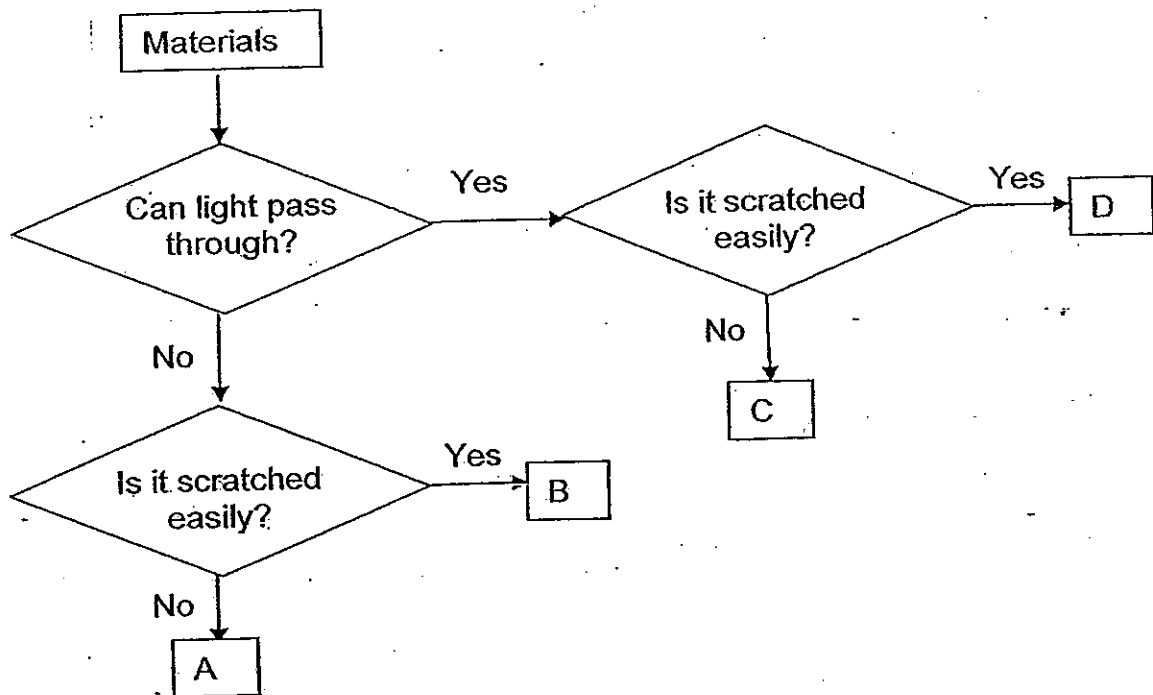 Materials
Can light pass
through?
Yes
Is it scratched
easily?
Yes
D
No
C
No
Is it scratched
easily?
Yes
B
No
A